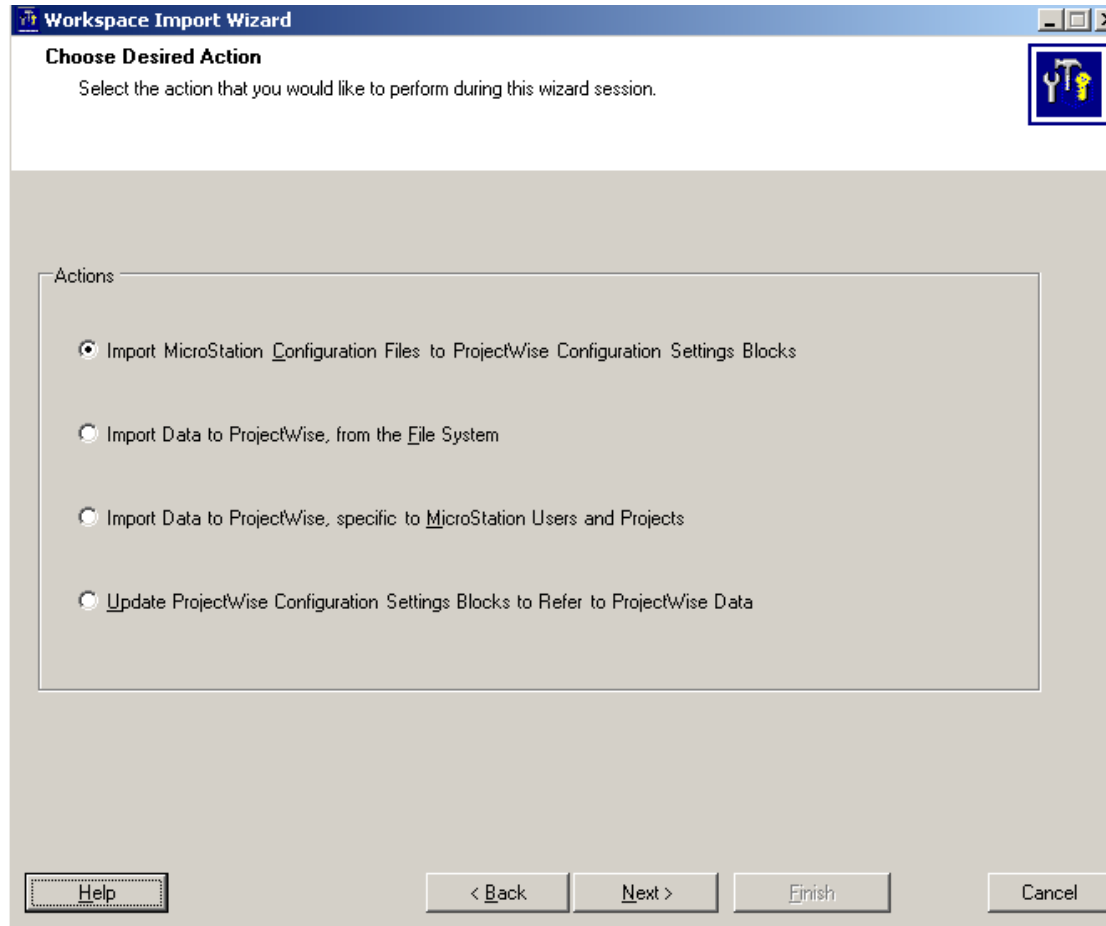 Workspace Import Wizard
Choose Desired Action
Select the action that you would like to perform during this wizard session.
Actions
Import MicroStation Configuration Files to ProjectWise Configuration Settings Blocks
Import Data to ProjectWise, from the File System
Import Data to ProjectWise, specific to MicroStation Users and Projects
Update ProjectWise Configuration Settings Blocks to Refer to ProjectWise Data
Help < Back Next > Finish Cancel